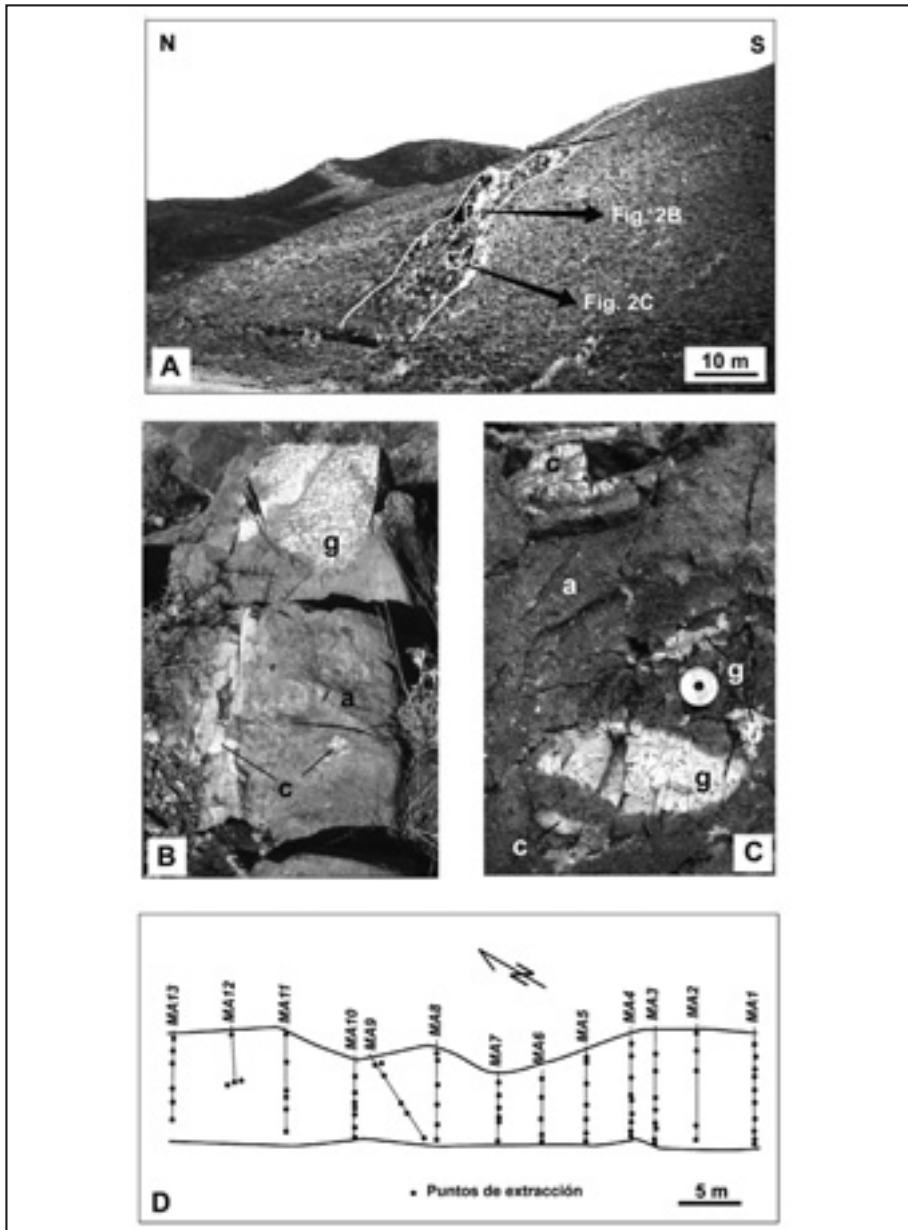 N S
Fig. 2B
Fig. 2C
A
10 m
g
a
c
B
c
a
g
g
c
C
N
MA13
MA12
MA11
MA10
MA9
MA8
MA7
MA6
MA5
MA4
MA3
MA2
MA1
D
Puntos de extracción
5 m